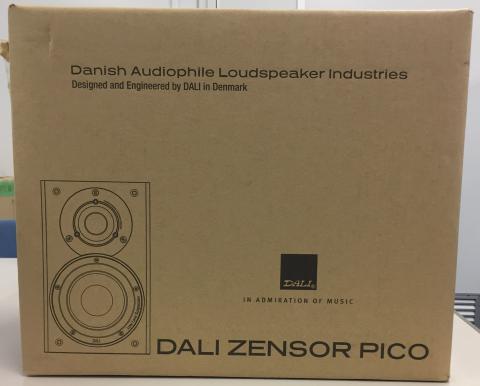 Danish Audiophile Loudspeaker Industries
Designed and Engineered by DALI in Denmark
DALI
IN ADMIRATION OF MUSIC
DALI
DALI ZENSOR PICO